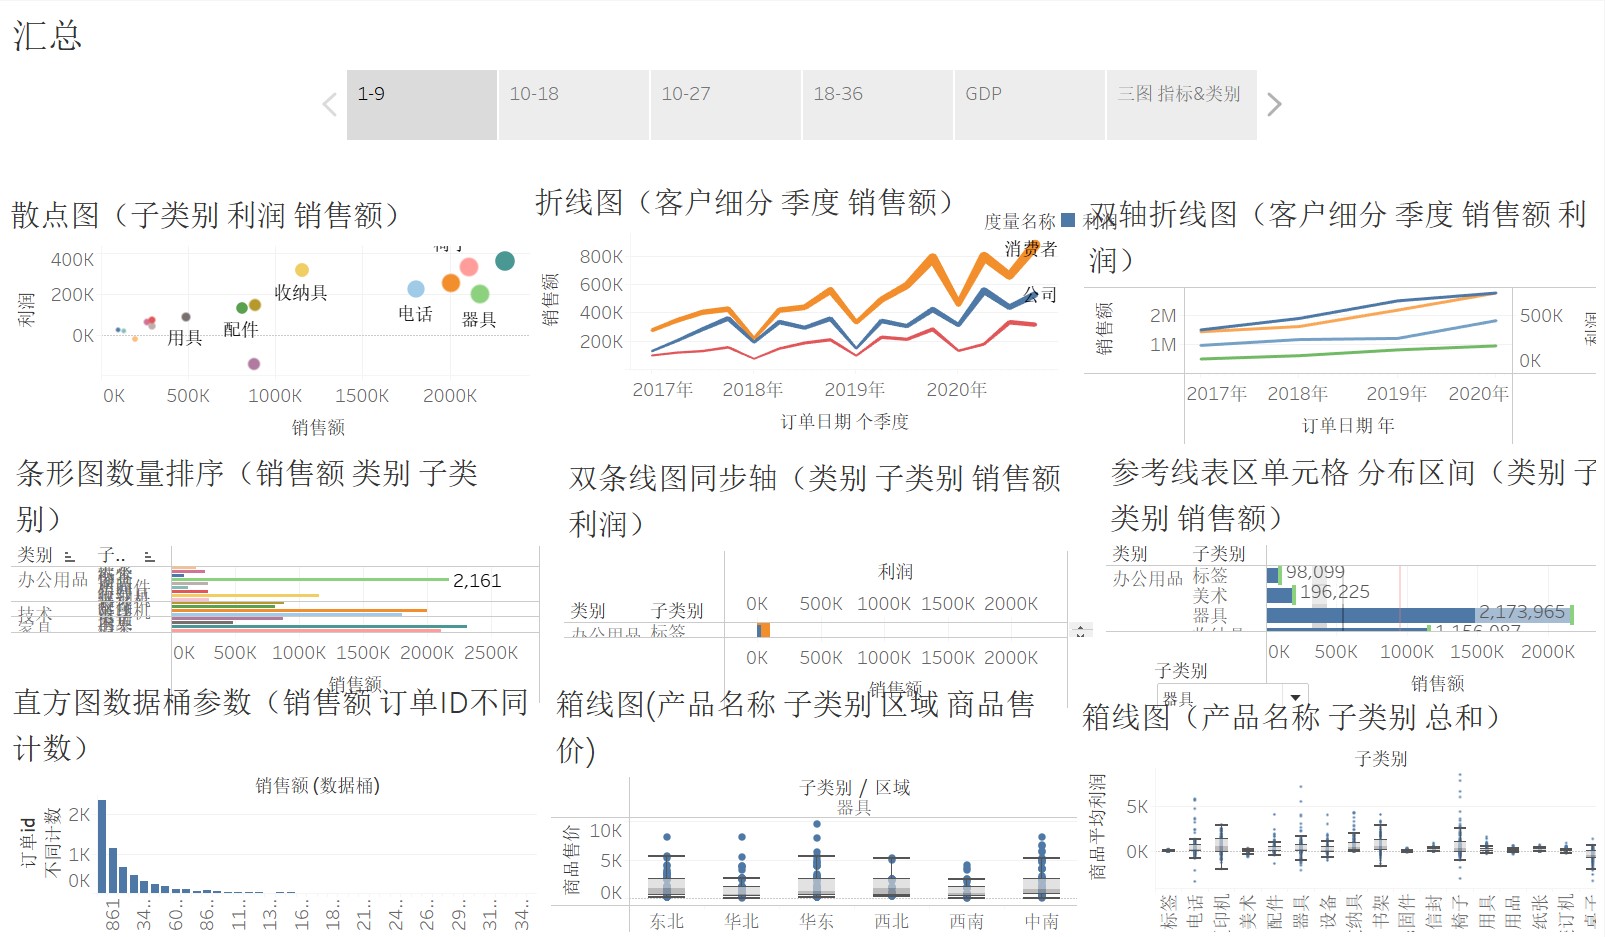 汇总
1-9
10-18
10-27
18-36
GDP
三图 指标&类别
散点图（子类别 利润 销售额）
利润
400K
200K
0K
收纳具
用具
配件
电话
器具
0K 500K 1000K 1500K 2000K
销售额
折线图（客户细分 季度 销售额）
度量名称
销售额
800K
600K
400K
200K
消费者
公司
2017年 2018年 2019年 2020年
订单日期 个季度
双轴折线图（客户细分 季度 销售额 利
润）
销售额
2M
1M
500K
0K
利润
2017年 2018年 2019年 2020年
订单日期 年
条形图数量排序（销售额 类别 子类
别）
类别 子..
办公用品
技术
家具
2,161
0K 500K 1000K 1500K 2000K 2500K
销售额
双条线图同步轴（类别 子类别 销售额
利润）
利润
类别 子类别 0K 500K 1000K 1500K 2000K
办公用品 标签
0K 500K 1000K 1500K 2000K
销售额
参考线表区单元格 分布区间（类别 子
类别 销售额）
类别 子类别
办公用品 标签 98,099
美术 196,225
器具 2,173,965
收纳具 1,156,087
0K 500K 1000K 1500K 2000K
销售额
子类别
器具
直方图数据桶参数（销售额 订单ID不同
计数）
销售额 (数据桶)
订单id
不同计数
2K
1K
0K
861 34.. 60.. 86.. 11.. 13.. 16.. 18.. 21.. 24.. 26.. 29.. 31.. 34..
箱线图(产品名称 子类别 区域 商品售
价)
子类别 / 区域
器具
商品售价
10K
5K
0K
东北 华北 华东 西北 西南 中南
箱线图（产品名称 子类别 总和）
子类别
商品平均利润
5K
0K
标签 电话 美术 配件 器具 设备 书架 信封 椅子 用具 用品 纸张 桌子